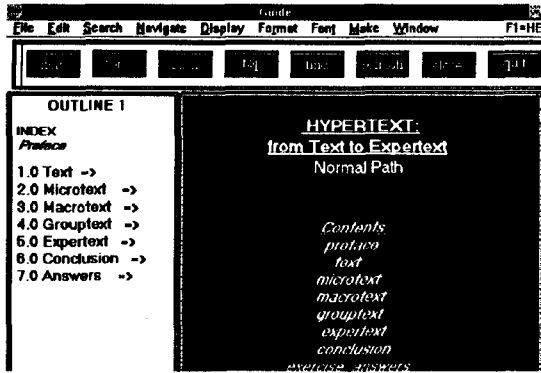 Guide
File Edit Search Navigate Display Format Font Make Window F1=HE
OUTLINE 1
INDEX
Preface
1.0 Text ->
2.0 Microtext ->
3.0 Macrotext ->
4.0 Grouptext ->
5.0 Expertext ->
6.0 Conclusion ->
7.0 Answers ->
HYPERTEXT:
from Text to Expertext
Normal Path
Contents
preface
text
microtext
macrotext
grouptext
expertext
conclusion
exercise answers